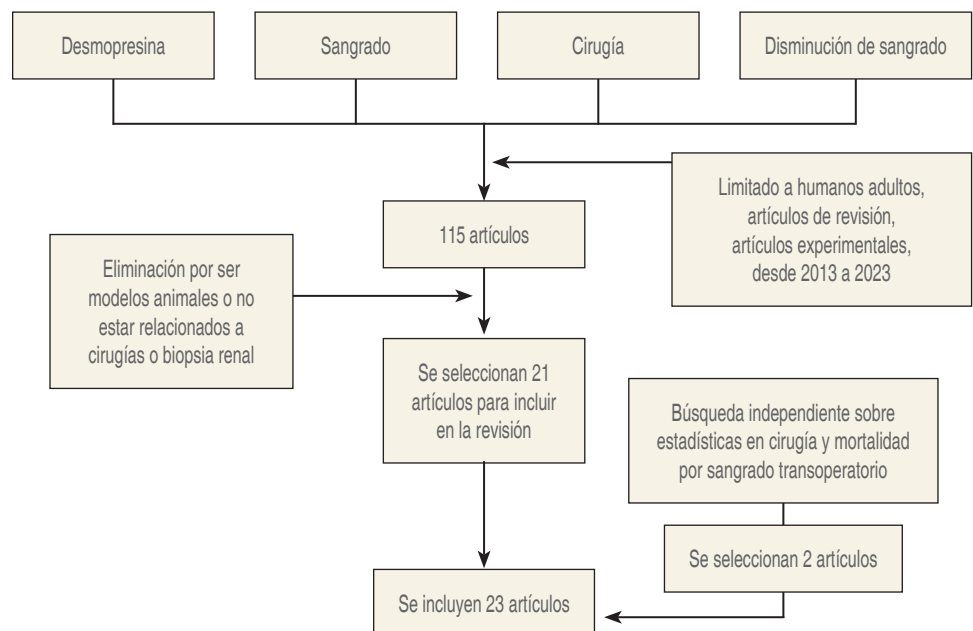 Desmopresina
Sangrado
Cirugía
Disminución de sangrado
Limitado a humanos adultos,
artículos de revisión,
artículos experimentales,
desde 2013 a 2023
115 artículos
Eliminación por ser
modelos animales o no
estar relacionados a
cirugías o biopsia renal
Se seleccionan 21
artículos para incluir
en la revisión
Búsqueda independiente sobre
estadísticas en cirugía y mortalidad
por sangrado transoperatorio
Se seleccionan 2 artículos
Se incluyen 23 artículos